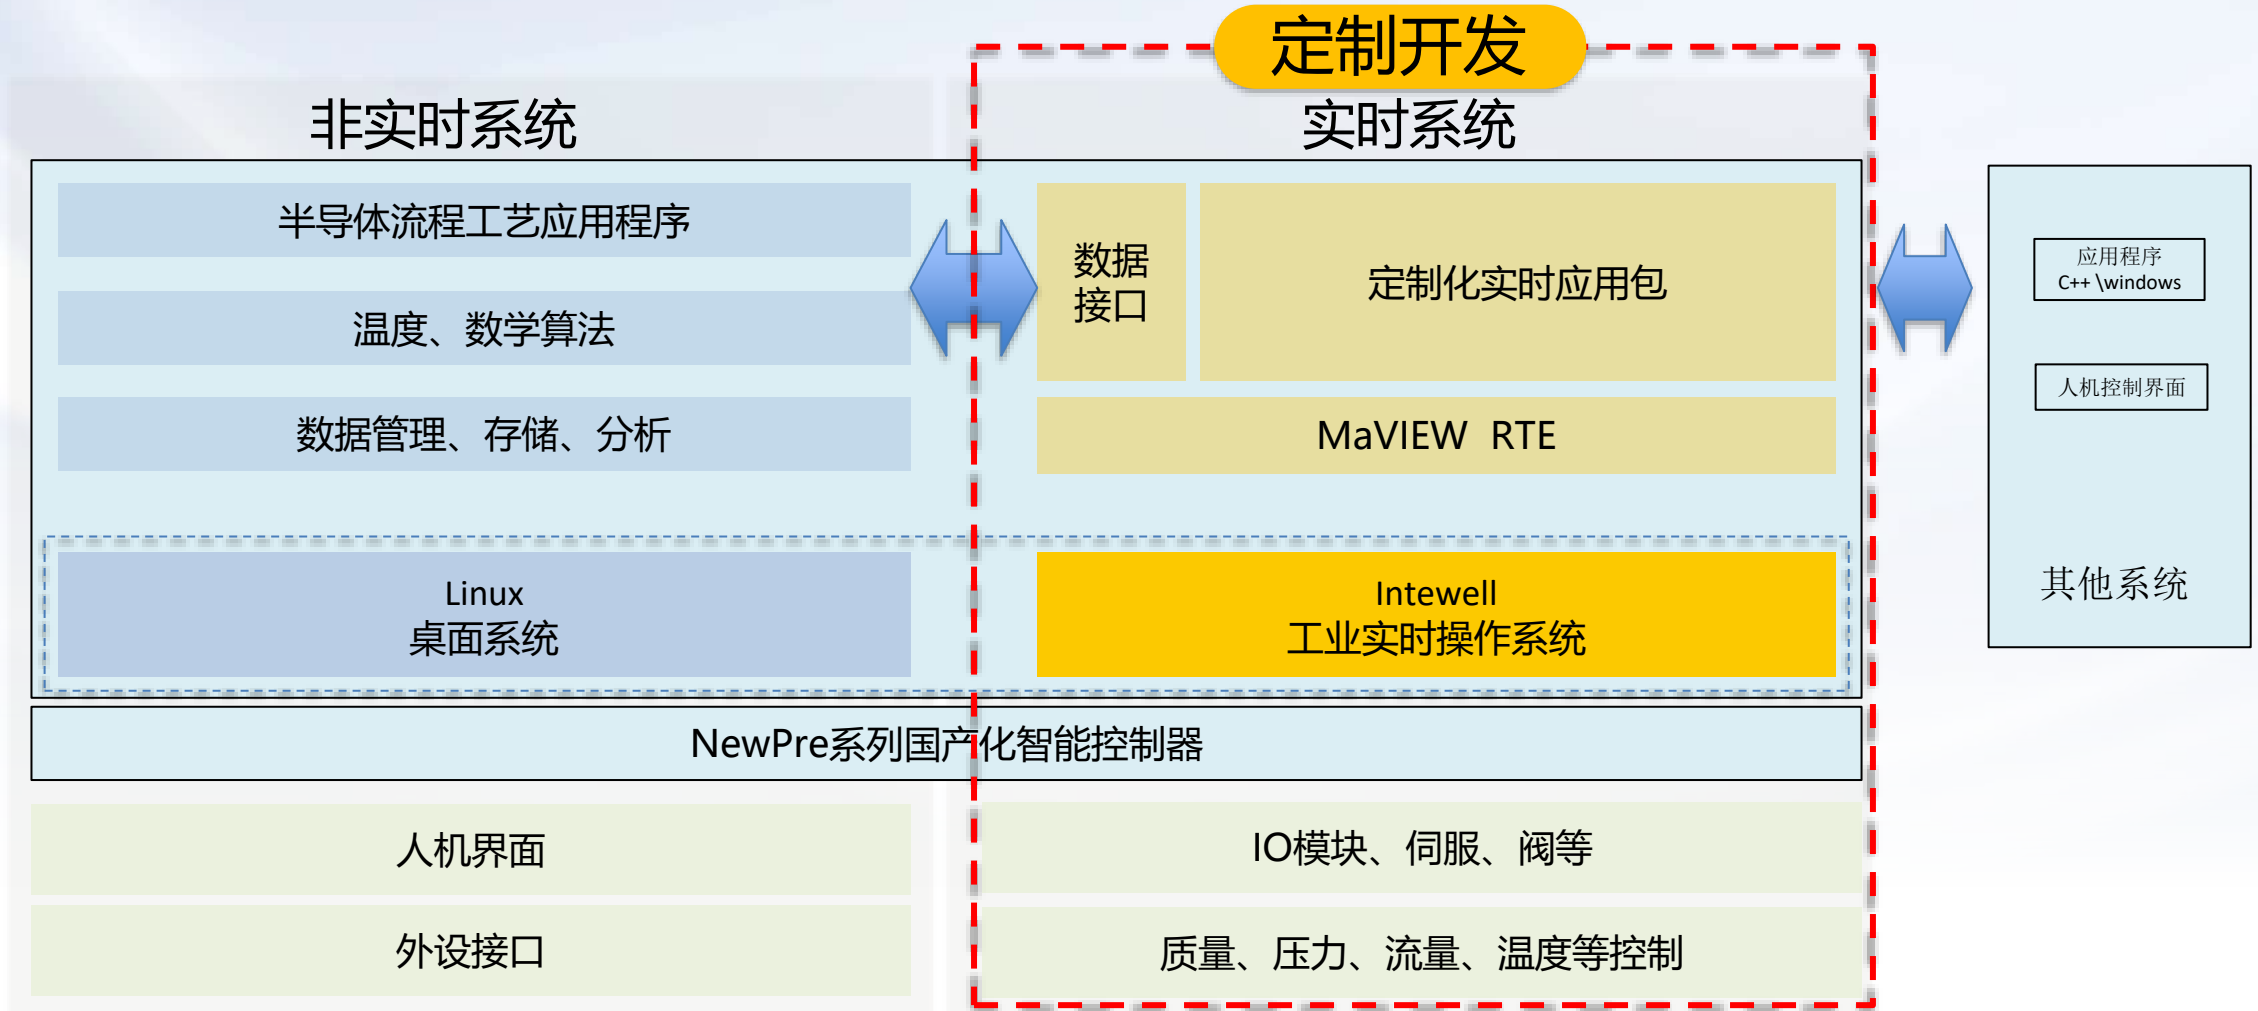 定制开发
非实时系统
实时系统
半导体流程工艺应用程序
温度、数学算法
数据管理、存储、分析
数据
接口
定制化实时应用包
MaVIEW RTE
Linux
桌面系统
Intewell
工业实时操作系统
NewPre系列国产化智能控制器
人机界面
外设接口
IO模块、伺服、阀等
质量、压力、流量、温度等控制
应用程序
C++ \windows
人机控制界面
其他系统